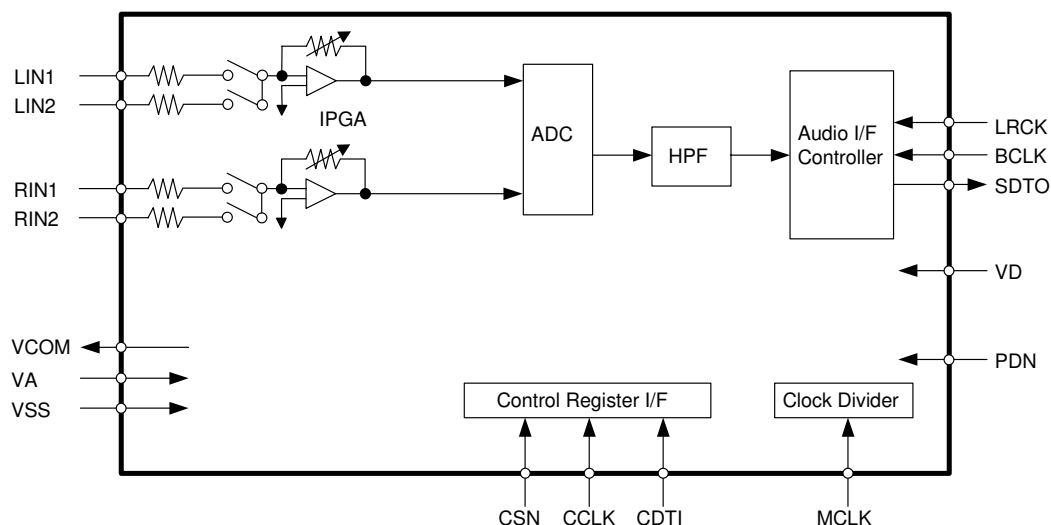 LIN1
LIN2
IPGA
RIN1
RIN2
ADC
HPF
Audio I/F
Controller
LRCK
BCLK
SDTO
VD
PDN
VCOM
VA
VSS
Control Register I/F
Clock Divider
CSN
CCLK
CDTI
MCLK